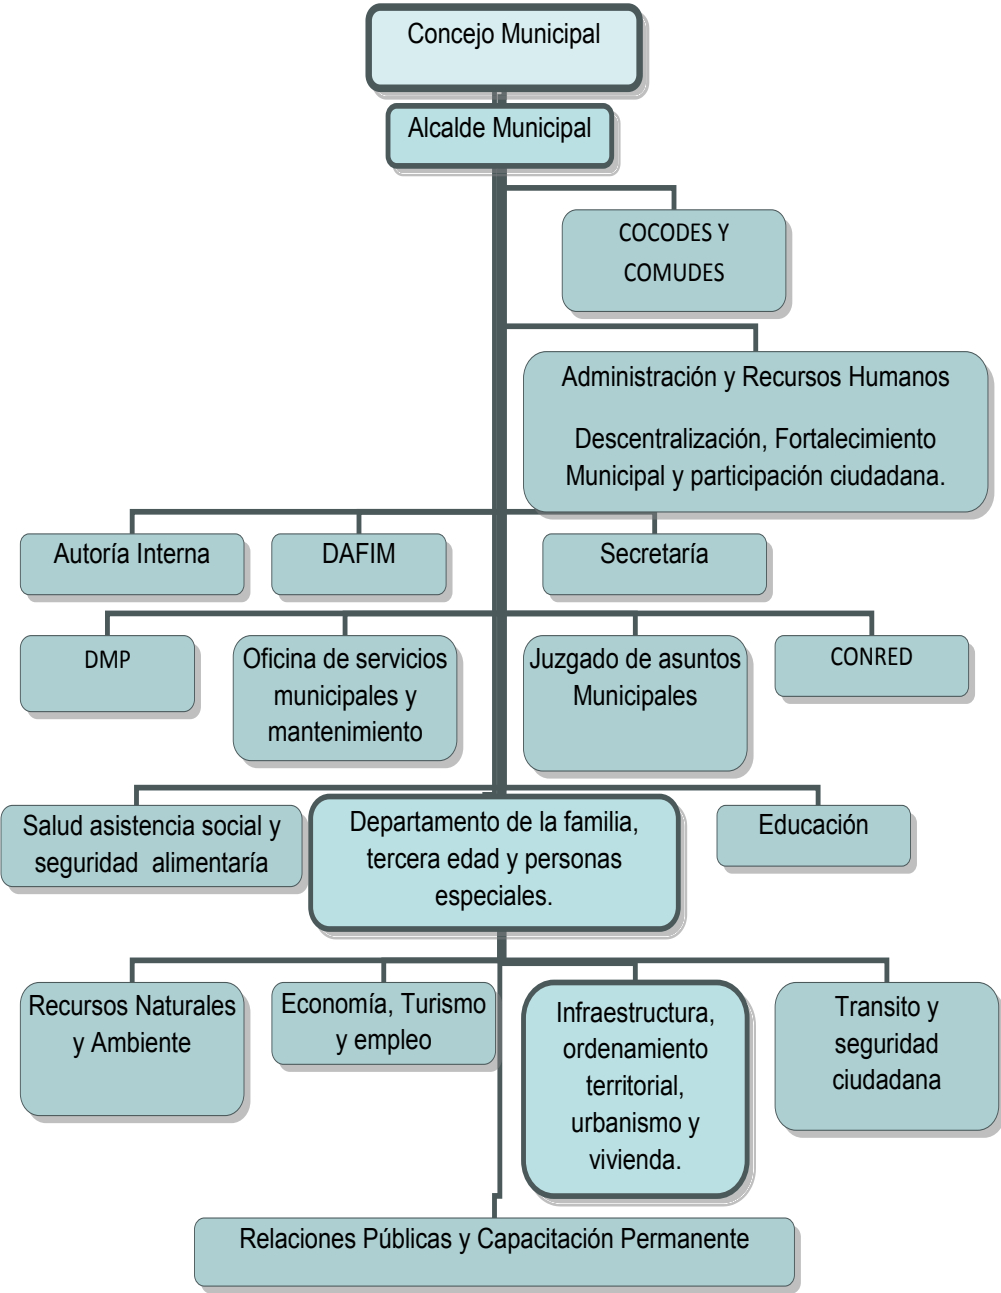 Concejo Municipal
Alcalde Municipal
COCODES Y
COMUDES
Administración y Recursos Humanos
Descentralización, Fortalecimiento
Municipal y participación ciudadana.
Autoría Interna
DAFIM
Secretaría
DMP
Oficina de servicios
municipales y
mantenimiento
Juzgado de asuntos
Municipales
CONRED
Salud asistencia social y
seguridad alimentaría
Departamento de la familia,
tercera edad y personas
especiales.
Educación
Recursos Naturales
y Ambiente
Economía, Turismo
y empleo
Infraestructura,
ordenamiento
territorial,
urbanismo y
vivienda.
Transito y
seguridad
ciudadana
Relaciones Públicas y Capacitación Permanente